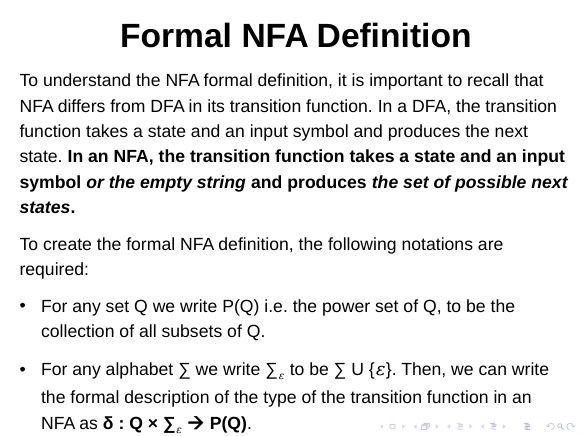 Formal NFA Definition
To understand the NFA formal definition, it is important to recall that
NFA differs from DFA in its transition function. In a DFA, the transition
function takes a state and an input symbol and produces the next
state. In an NFA, the transition function takes a state and an input
symbol or the empty string and produces the set of possible next
states.
To create the formal NFA definition, the following notations are
required:
• For any set Q we write P(Q) i.e. the power set of Q, to be the
collection of all subsets of Q.
• For any alphabet ∑ we write ∑ε to be ∑ U {ε}. Then, we can write
the formal description of the type of the transition function in an
NFA as δ : Q × ∑ε → P(Q).